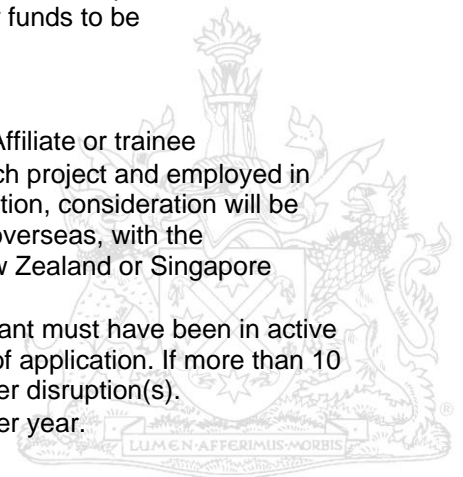 funds to be
Affiliate or trainee
ch project and employed in
tion, consideration will be
overseas, with the
w Zealand or Singapore
ant must have been in active
of application. If more than 10
er disruption(s).
er year.
LUMEN·AFFERIMUS·MORBIS
®